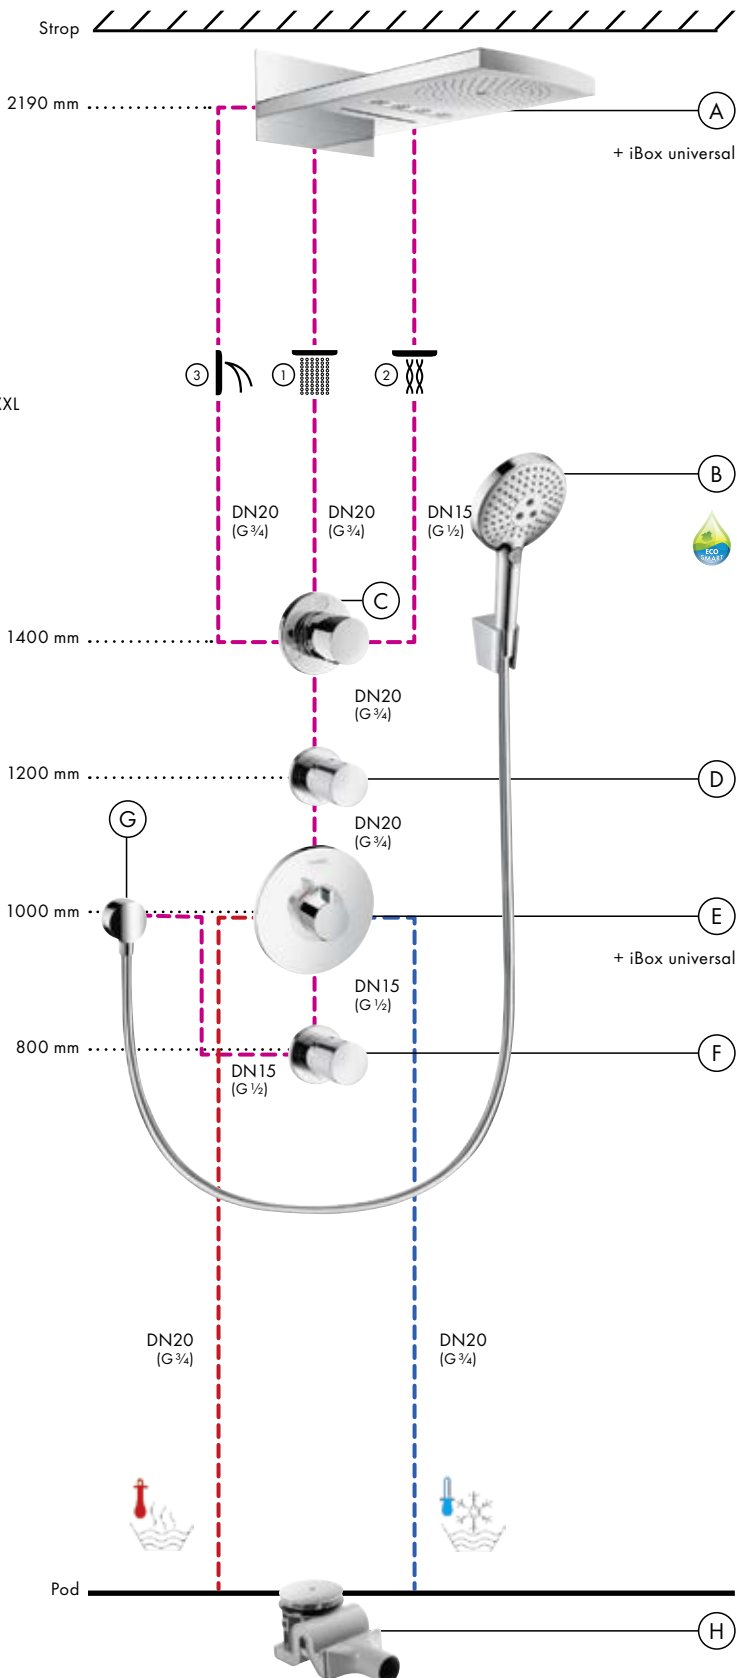 Strop
2190 mm
A
+ iBox universal
3
1
2
XXL
B
DN20
(G ¾)
DN20
(G ¾)
DN15
(G ½)
ECO
SMART
C
1400 mm
DN20
(G ¾)
1200 mm
D
G
DN20
(G ¾)
1000 mm
E
+ iBox universal
DN15
(G ½)
800 mm
F
DN15
(G ½)
DN20
(G ¾)
DN20
(G ¾)
Pod
H